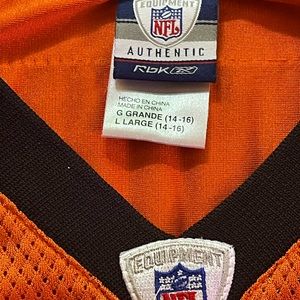 EQUIPMENT
NFL
AUTHENTIC
RBK
HECHO EN CHINA
MADE IN CHINA
G GRANDE (14-16)
L LARGE (14-16)
EQUIPMENT
NFL